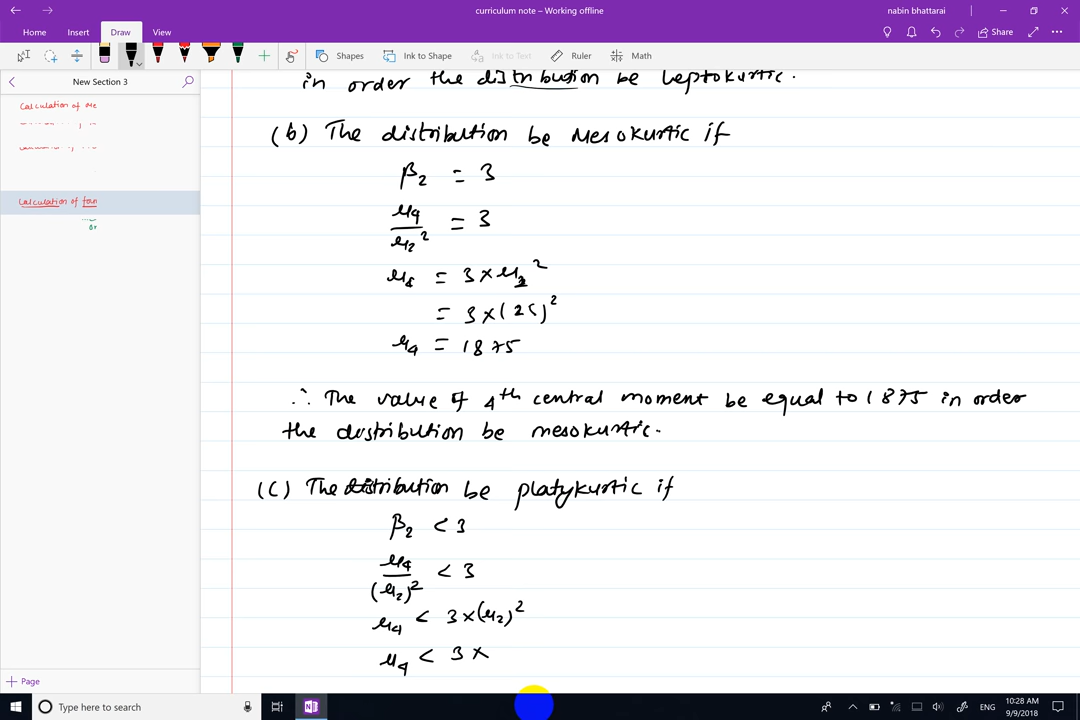 curriculum note – Working offline
nabin bhattarai
Home Insert Draw View
Share
Shapes Ink to Shape Ink to Text Ruler Math
New Section 3
Calculation of Me
Calculation of four
+ Page
in order the distribution be leptokurtic.
(b) The distribution be mesokurtic if
β2 = 3
μ4/μ2² = 3
μ4 = 3×μ2²
= 3×(25)²
μ4 = 1875
∴ The value of 4th central moment be equal to 1875 in order
the distribution be mesokurtic.
(C) The distribution be platykurtic if
β2 < 3
μ4/(μ2)² < 3
μ4 < 3×(μ2)²
μ4 < 3×
Type here to search
ENG
10:28 AM
9/9/2018